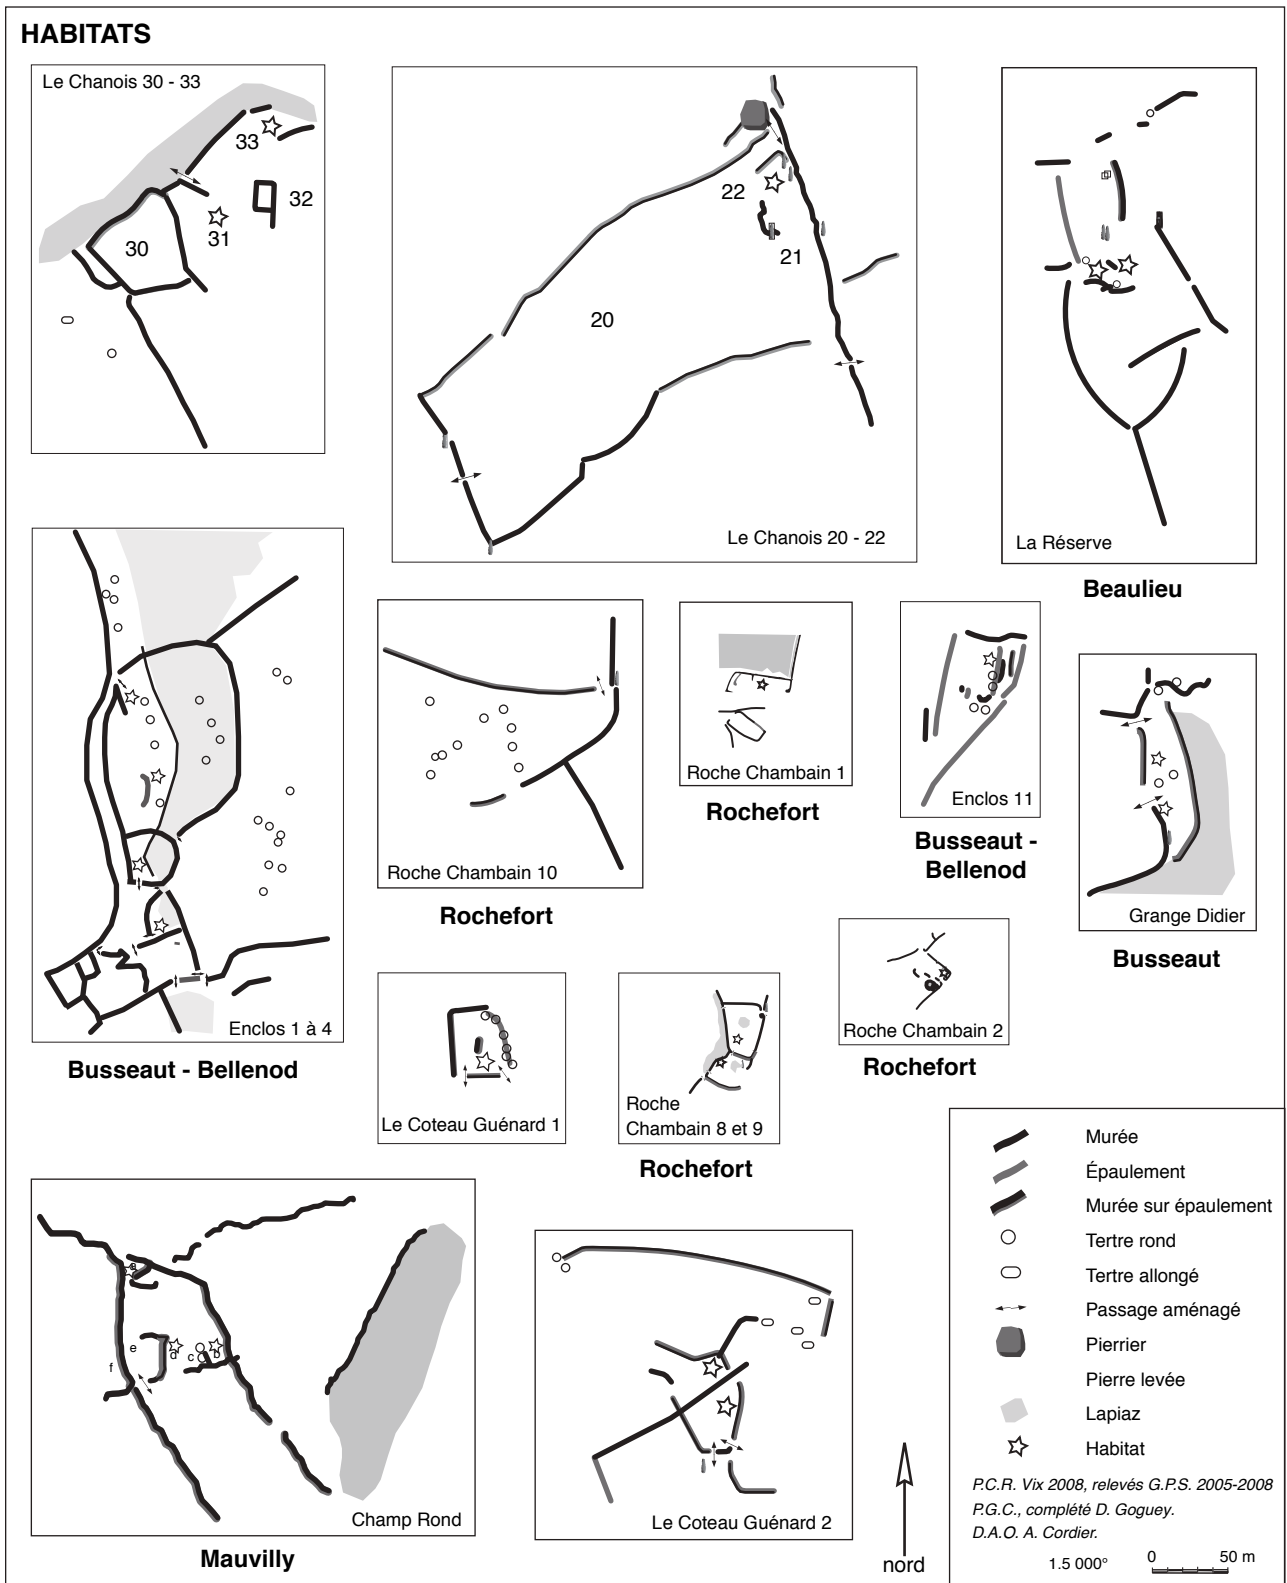 HABITATS
Le Chanois 30 - 33
33
32
31
30
22
21
20
Le Chanois 20 - 22
La Réserve
Beaulieu
Enclos 1 à 4
Busseaut - Bellenod
Roche Chambain 10
Rochefort
Roche Chambain 1
Rochefort
Enclos 11
Busseaut -
Bellenod
Grange Didier
Busseaut
Le Coteau Guénard 1
Roche
Chambain 8 et 9
Rochefort
Roche Chambain 2
Rochefort
a
e
d
c
b
f
Champ Rond
Mauvilly
Le Coteau Guénard 2
nord
Murée
Épaulement
Murée sur épaulement
Tertre rond
Tertre allongé
Passage aménagé
Pierrier
Pierre levée
Lapiaz
Habitat
P.C.R. Vix 2008, relevés G.P.S. 2005-2008
P.G.C., complété D. Goguey.
D.A.O. A. Cordier.
1.5 000° 0 50 m